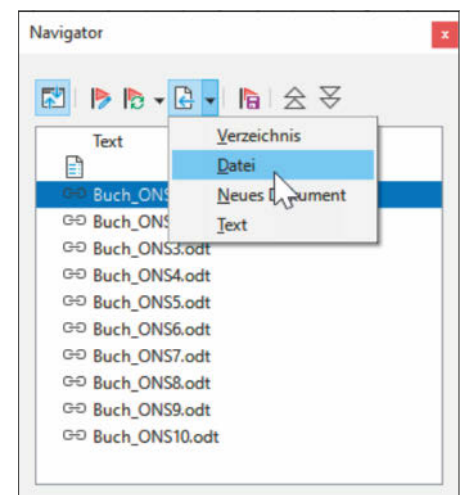 Navigator
x
Verzeichnis
Text
Datei
Buch_ONS
Neues ument
Buch_ONS
Text
Buch_ONS3.odt
Buch_ONS4.odt
Buch_ONS5.odt
Buch_ONS6.odt
Buch_ONS7.odt
Buch_ONS8.odt
Buch_ONS9.odt
Buch_ONS10.odt